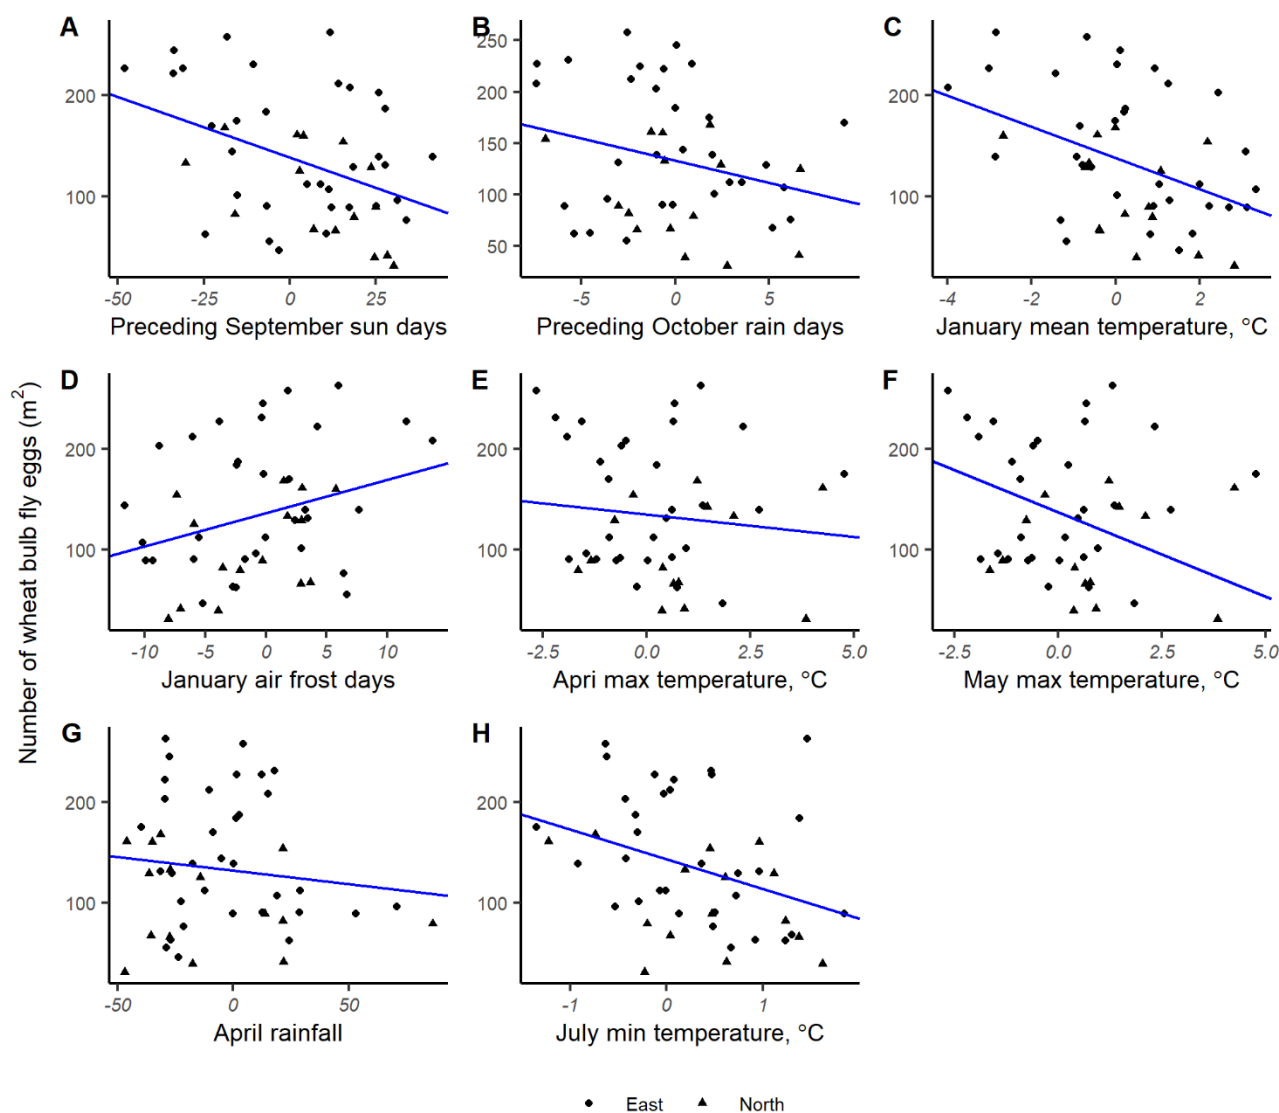 A
B
C
200
100
250
200
150
100
50
200
100
-50 -25 0 25
-5 0 5
-4 -2 0 2
Preceding September sun days
Preceding October rain days
January mean temperature, °C
D
E
F
200
100
200
100
200
100
-10 -5 0 5 10
-2.5 0.0 2.5 5.0
-2.5 0.0 2.5 5.0
January air frost days
Apri max temperature, °C
May max temperature, °C
Number of wheat bulb fly eggs (m²)
G
H
200
100
200
100
-50 0 50
-1 0 1
April rainfall
July min temperature, °C
East North